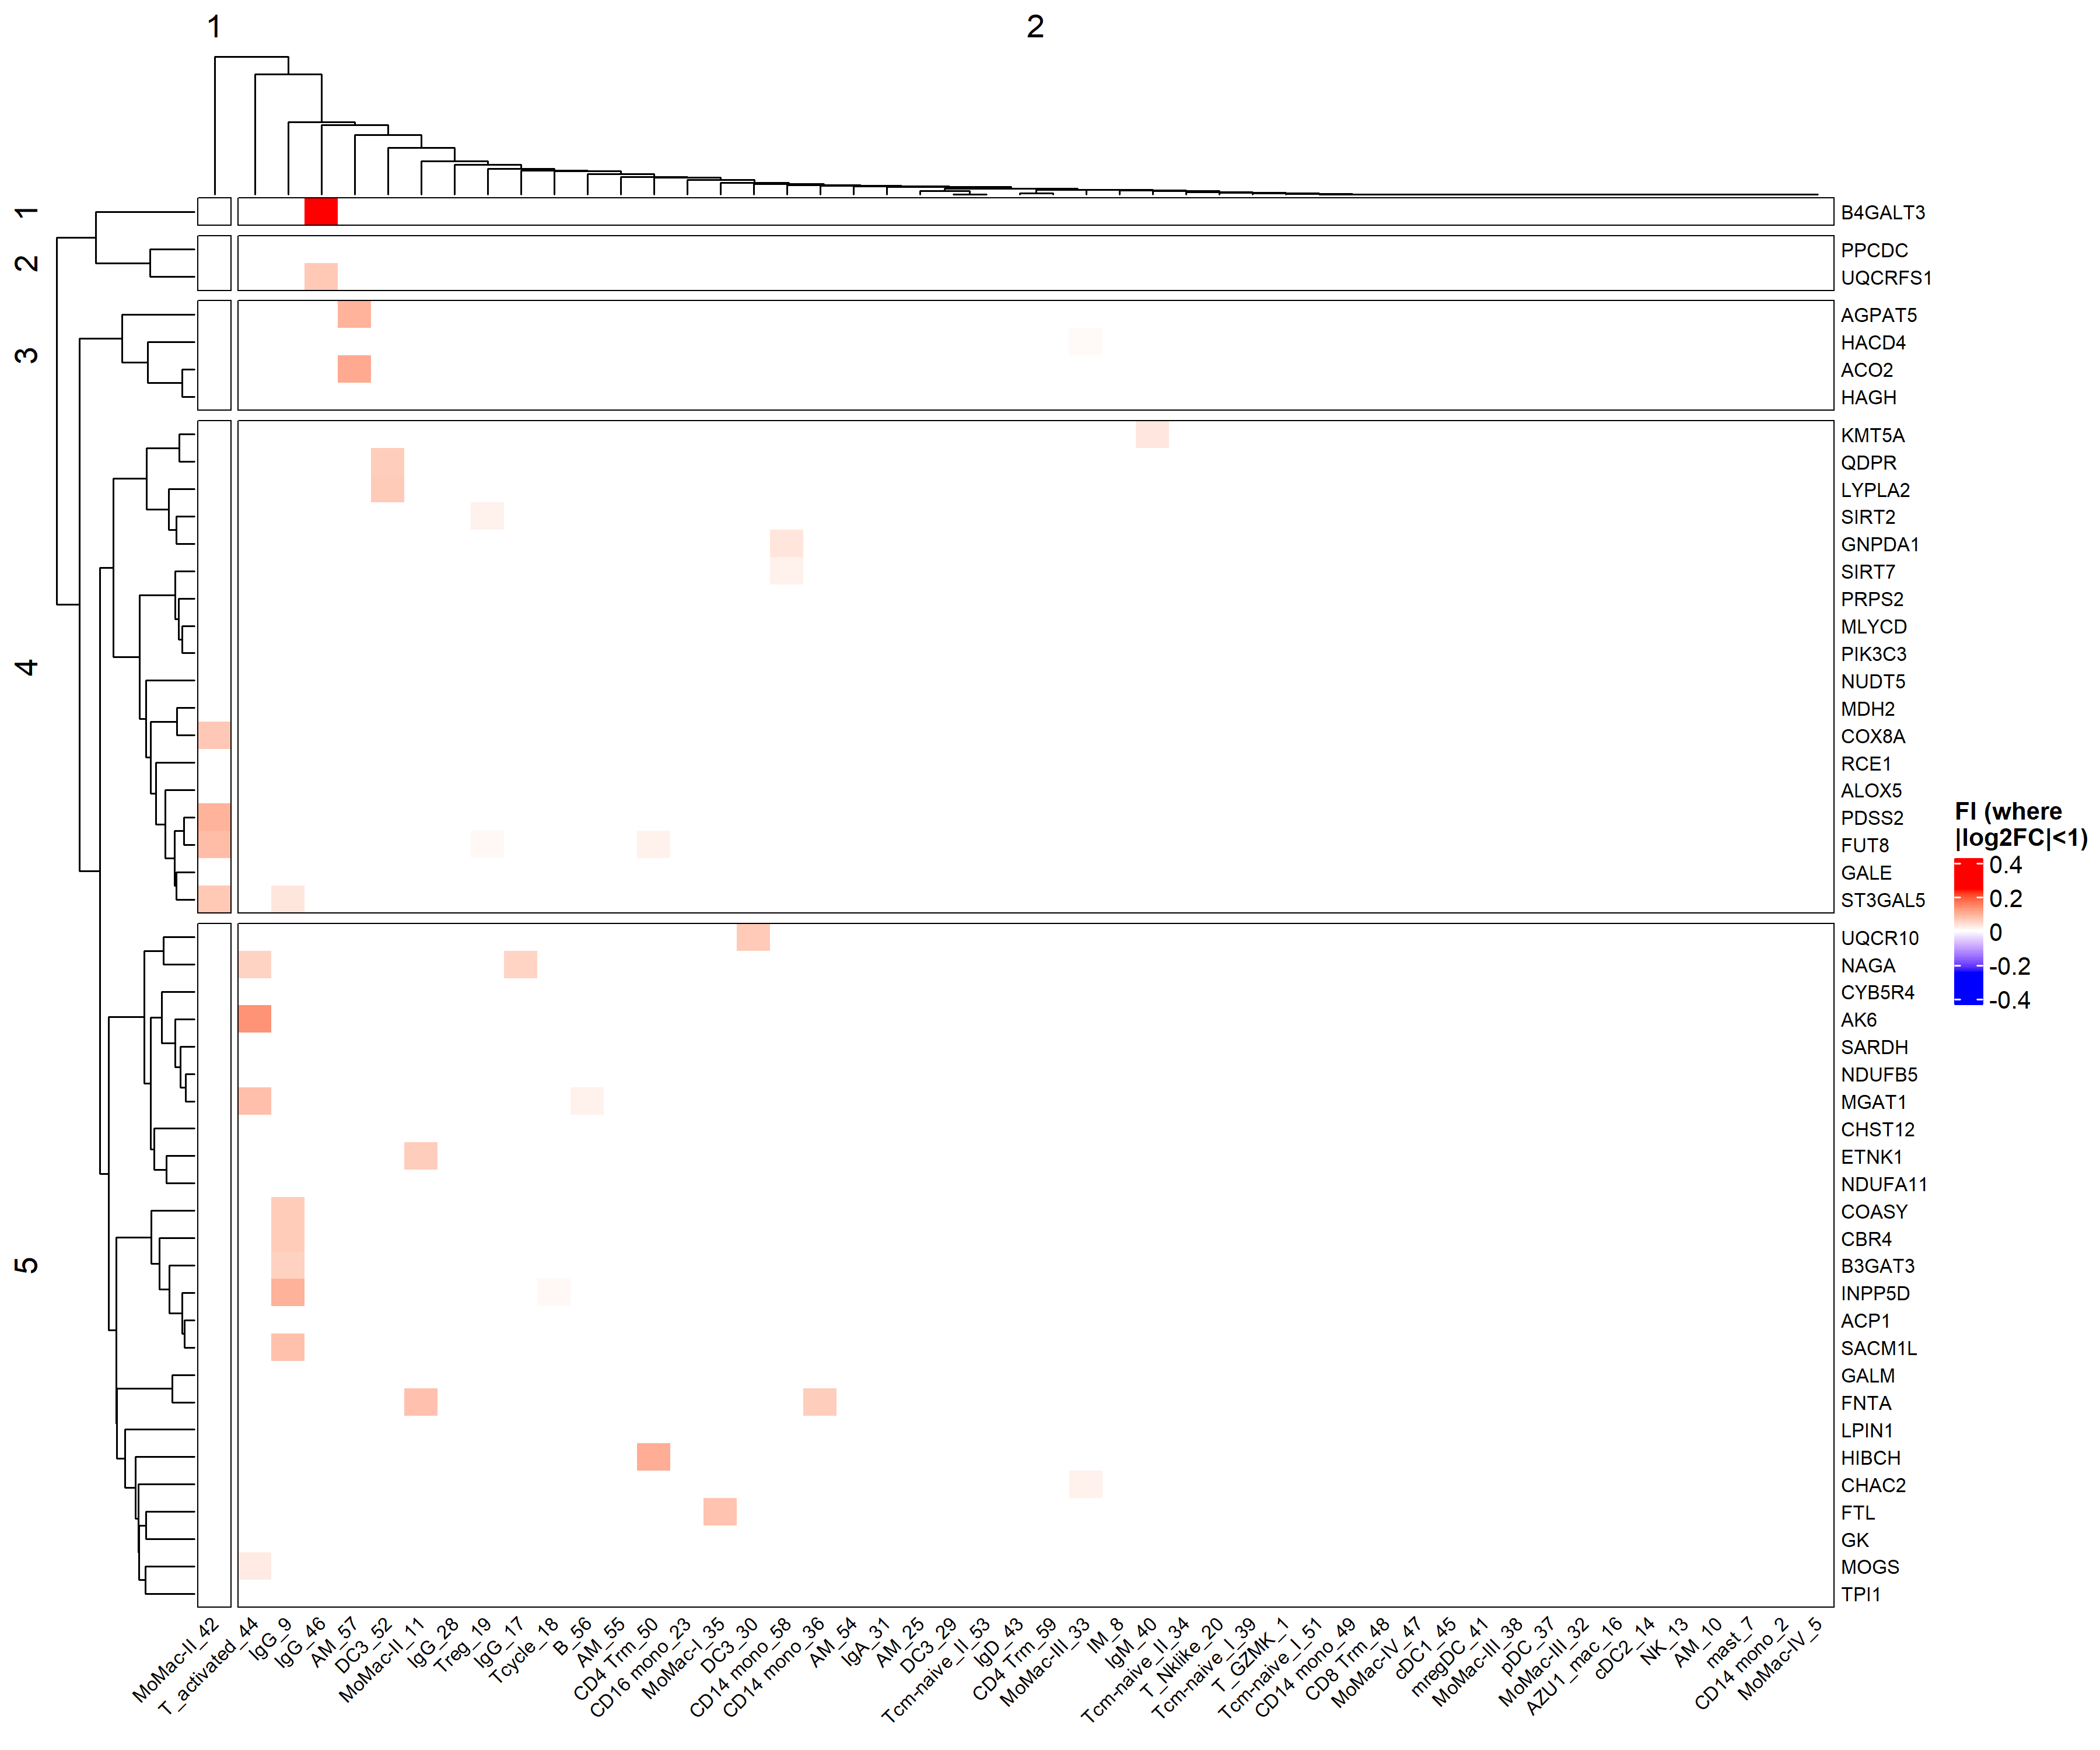 1
2
1
2
3
4
5
B4GALT3
PPCDC
UQCRFS1
AGPAT5
HACD4
ACO2
HAGH
KMT5A
QDPR
LYPLA2
SIRT2
GNPDA1
SIRT7
PRPS2
MLYCD
PIK3C3
NUDT5
MDH2
COX8A
RCE1
ALOX5
PDSS2
FUT8
GALE
ST3GAL5
UQCR10
NAGA
CYB5R4
AK6
SARDH
NDUFB5
MGAT1
CHST12
ETNK1
NDUFA11
COASY
CBR4
B3GAT3
INPP5D
ACP1
SACM1L
GALM
FNTA
LPIN1
HIBCH
CHAC2
FTL
GK
MOGS
TPI1
FI (where
|log2FC|<1)
0.4
0.2
0
-0.2
-0.4
MoMac-II_42
T_activated_44
IgG_9
IgG_46
AM_57
DC3_52
MoMac-II_11
IgG_28
Treg_19
IgG_17
Tcycle_18
B_56
AM_55
CD4 Trm_50
CD16 mono_23
MoMac-I_35
DC3_30
CD14 mono_58
CD14 mono_36
AM_54
IgA_31
AM_25
DC3_29
Tcm-naive_II_53
IgD_43
CD4 Trm_59
MoMac-III_33
IM_8
IgM_40
Tcm-naive_II_34
T_Nklike_20
Tcm-naive_I_39
T_GZMK_1
Tcm-naive_I_51
CD14 mono_49
CD8 Trm_48
MoMac-IV_47
cDC1_45
mregDC_41
MoMac-III_38
pDC_37
MoMac-III_32
AZU1_mac_16
cDC2_14
NK_13
AM_10
mast_7
CD14 mono_2
MoMac-IV_5